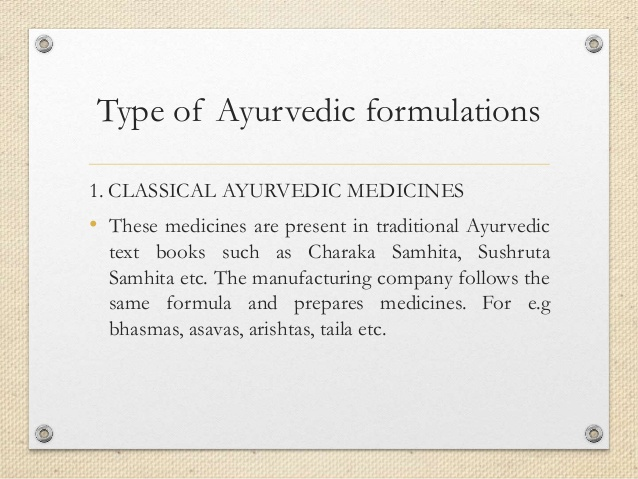 Type of Ayurvedic formulations
1. CLASSICAL AYURVEDIC MEDICINES
• These medicines are present in traditional Ayurvedic
text books such as Charaka Samhita, Sushruta
Samhita etc. The manufacturing company follows the
same formula and prepares medicines. For e.g
bhasmas, asavas, arishtas, taila etc.